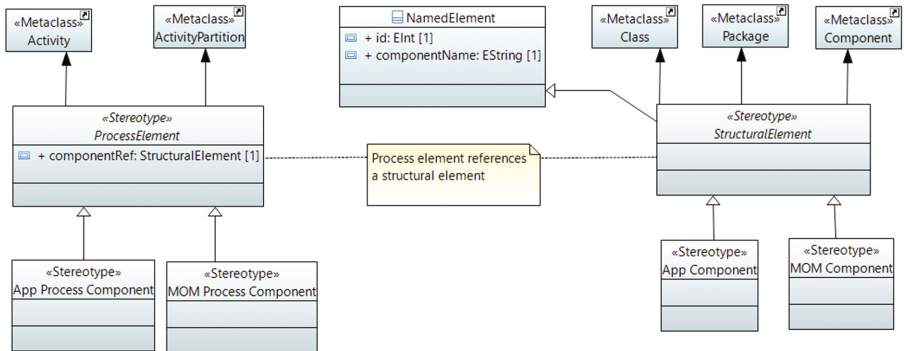 «Metaclass»
Activity
«Metaclass»
ActivityPartition
NamedElement
+ id: EInt [1]
+ componentName: EString [1]
«Metaclass»
Class
«Metaclass»
Package
«Metaclass»
Component
«Stereotype»
ProcessElement
+ componentRef: StructuralElement [1]
Process element references
a structural element
«Stereotype»
StructuralElement
«Stereotype»
App Process Component
«Stereotype»
MOM Process Component
«Stereotype»
App Component
«Stereotype»
MOM Component